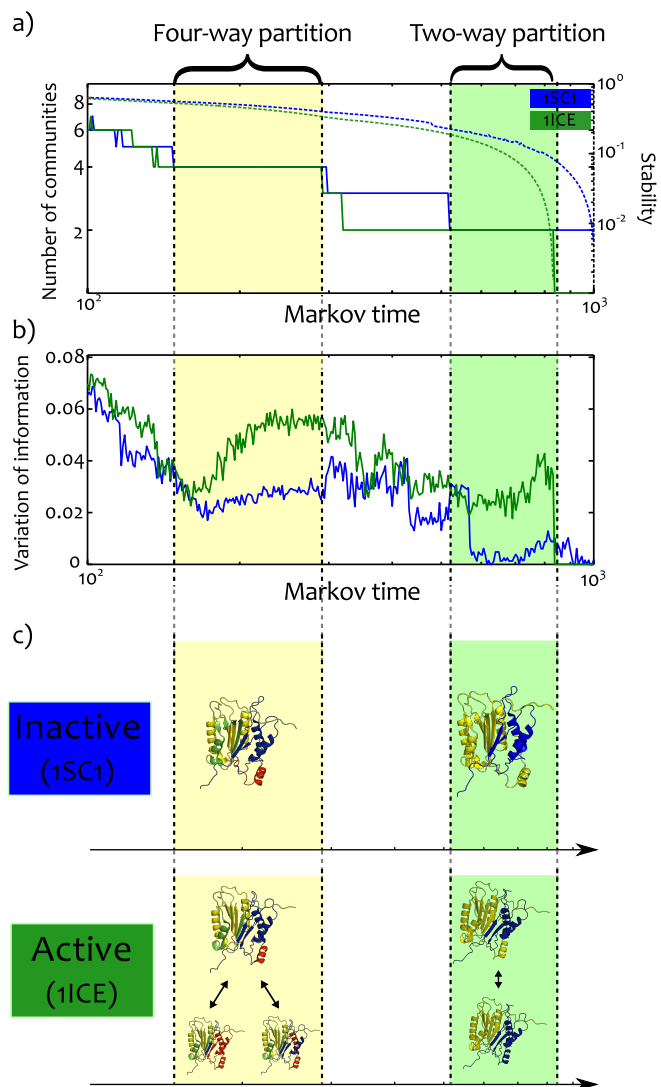 a)
Four-way partition
Two-way partition
Number of communities
8
6
4
2
10^2
10^3
Markov time
1SC1
1ICE
10^0
10^-1
10^-2
Stability
b)
Variation of information
0.08
0.06
0.04
0.02
0
10^2
10^3
Markov time
c)
Inactive
(1SC1)
Active
(1ICE)